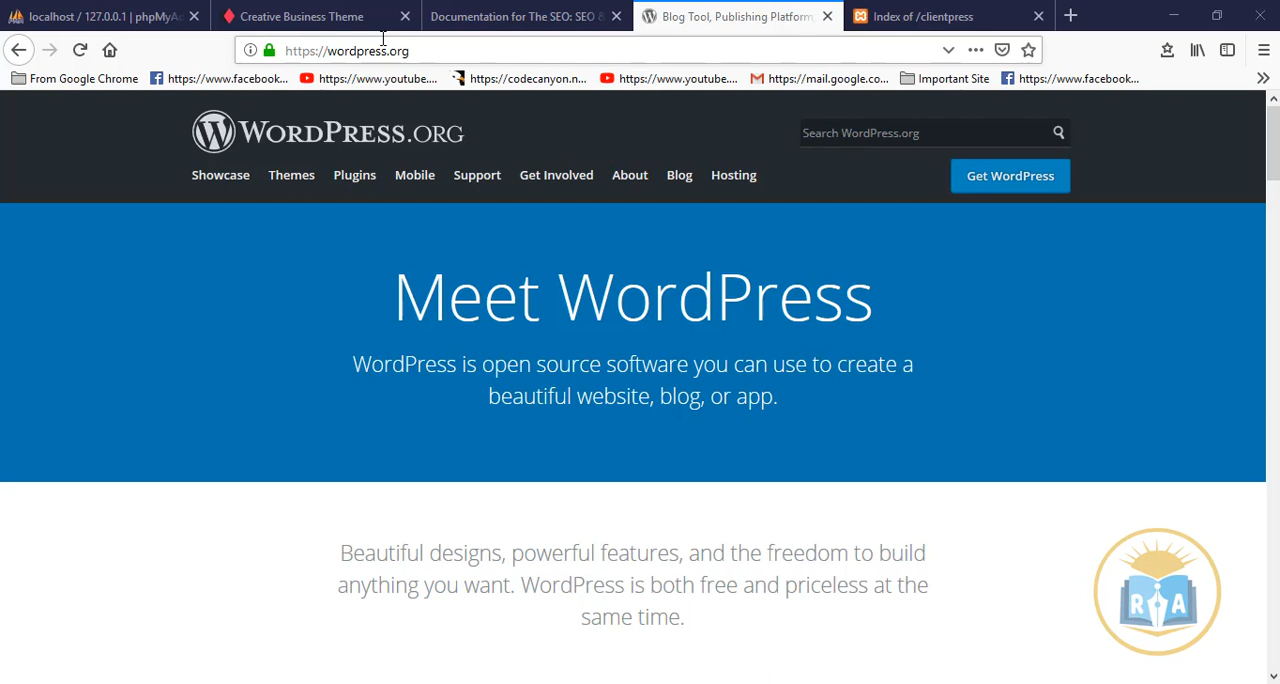 localhost / 127.0.0.1 | phpMyAd
Creative Business Theme
Documentation for The SEO: SEO &
Blog Tool, Publishing Platform,
Index of /clientpress
https://wordpress.org
From Google Chrome
https://www.facebook...
https://www.youtube....
https://codecanyon.n...
https://www.youtube....
https://mail.google.co...
Important Site
https://www.facebook...
WORDPRESS.ORG
Search WordPress.org
Showcase
Themes
Plugins
Mobile
Support
Get Involved
About
Blog
Hosting
Get WordPress
Meet WordPress
WordPress is open source software you can use to create a
beautiful website, blog, or app.
Beautiful designs, powerful features, and the freedom to build
anything you want. WordPress is both free and priceless at the
same time.
R A